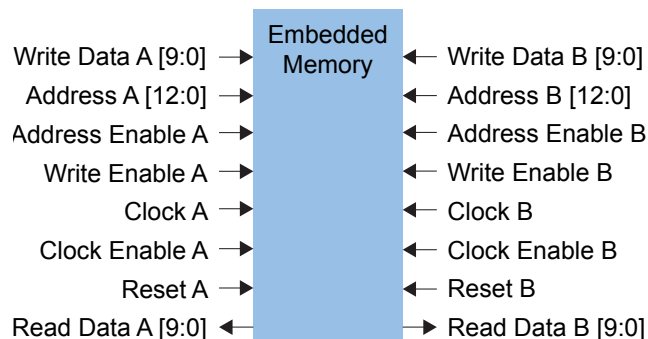 Embedded
Memory
Write Data A [9:0]
Address A [12:0]
Address Enable A
Write Enable A
Clock A
Clock Enable A
Reset A
Read Data A [9:0]
Write Data B [9:0]
Address B [12:0]
Address Enable B
Write Enable B
Clock B
Clock Enable B
Reset B
Read Data B [9:0]